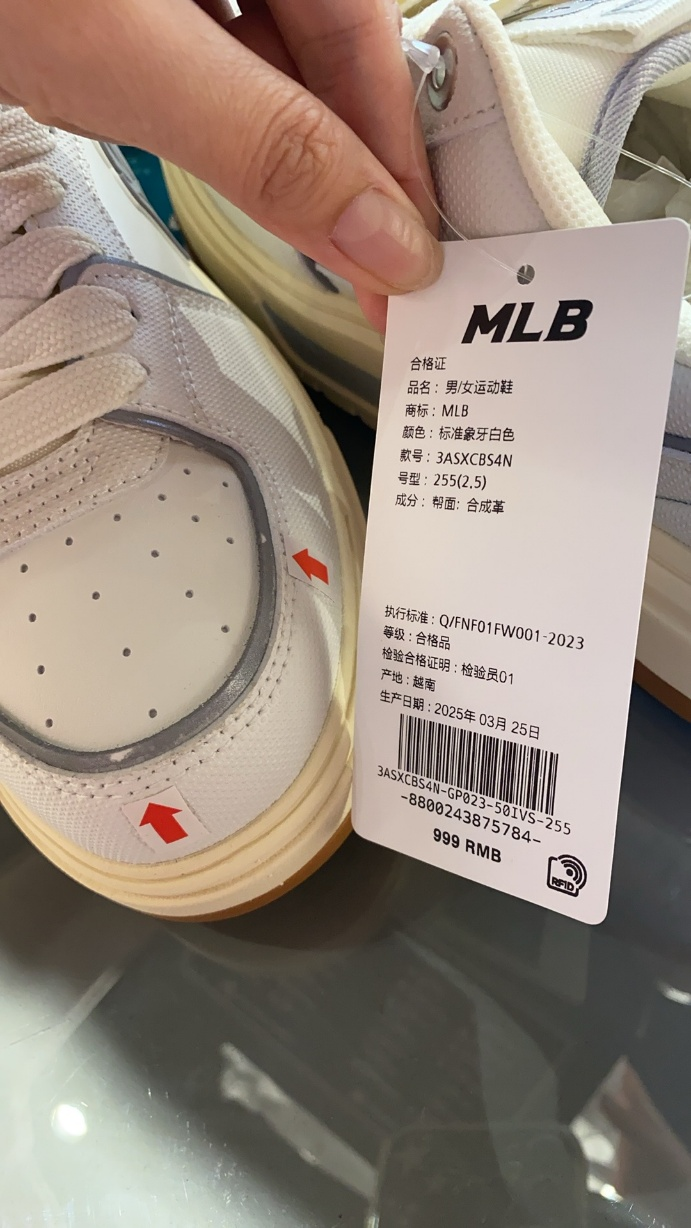 MLB
合格证
品名：男/女运动鞋
商标：MLB
颜色：标准象牙白色
款号：3ASXCBS4N
号型：255(2.5)
成分：帮面: 合成革
执行标准：Q/FNF01FW001-2023
等级：合格品
检验合格证明：检验员01
产地：越南
生产日期：2025年 03月 25日
3ASXCBS4N-GP023-50IVS-255
-8800243875784-
999 RMB
RFID